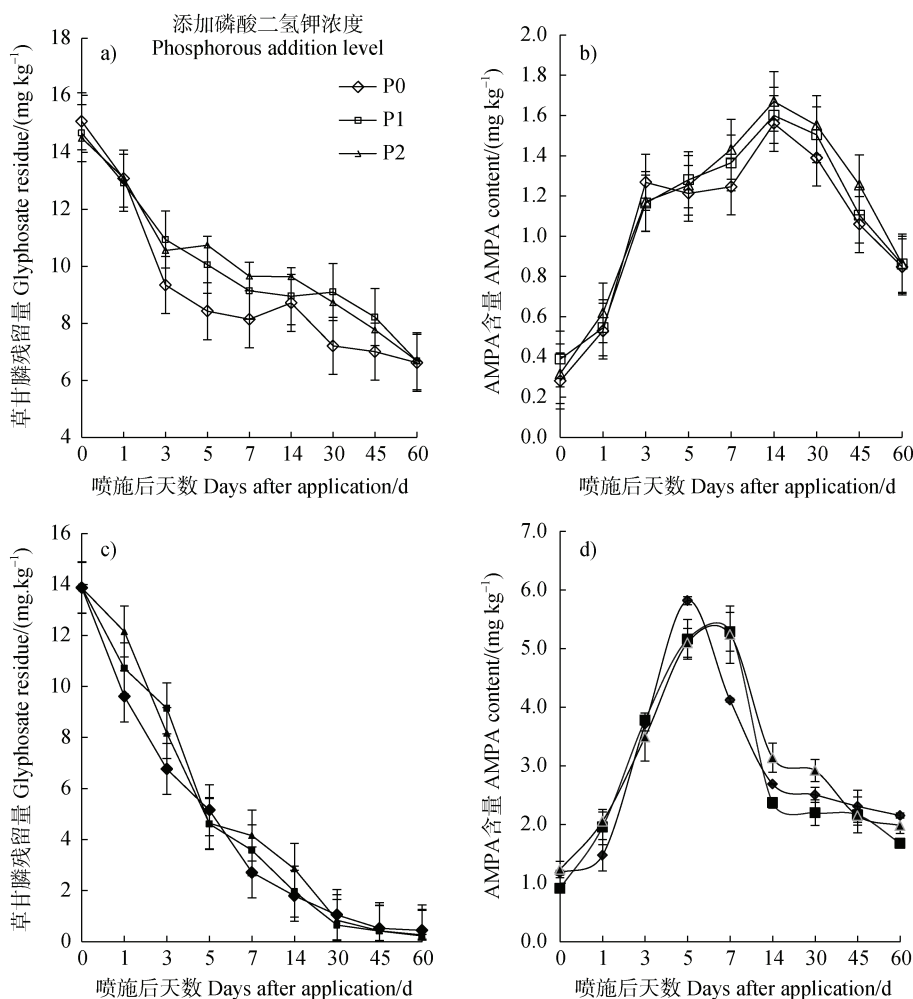 添加磷酸二氢钾浓度
Phosphorous addition level
a)
P0
P1
P2
草甘膦残留量 Glyphosate residue/(mg kg⁻¹)
18
16
14
12
10
8
6
4
0 1 3 5 7 14 30 45 60
喷施后天数 Days after application/d
b)
AMPA含量 AMPA content/(mg kg⁻¹)
2.0
1.8
1.6
1.4
1.2
1.0
0.8
0.6
0.4
0.2
0.0
0 1 3 5 7 14 30 45 60
喷施后天数 Days after application/d
c)
草甘膦残留量 Glyphosate residue/(mg.kg⁻¹)
16
14
12
10
8
6
4
2
0
0 1 3 5 7 14 30 45 60
喷施后天数 Days after application/d
d)
AMPA含量 AMPA content/(mg kg⁻¹)
7.0
6.0
5.0
4.0
3.0
2.0
1.0
0.0
0 1 3 5 7 14 30 45 60
喷施后天数 Days after application/d